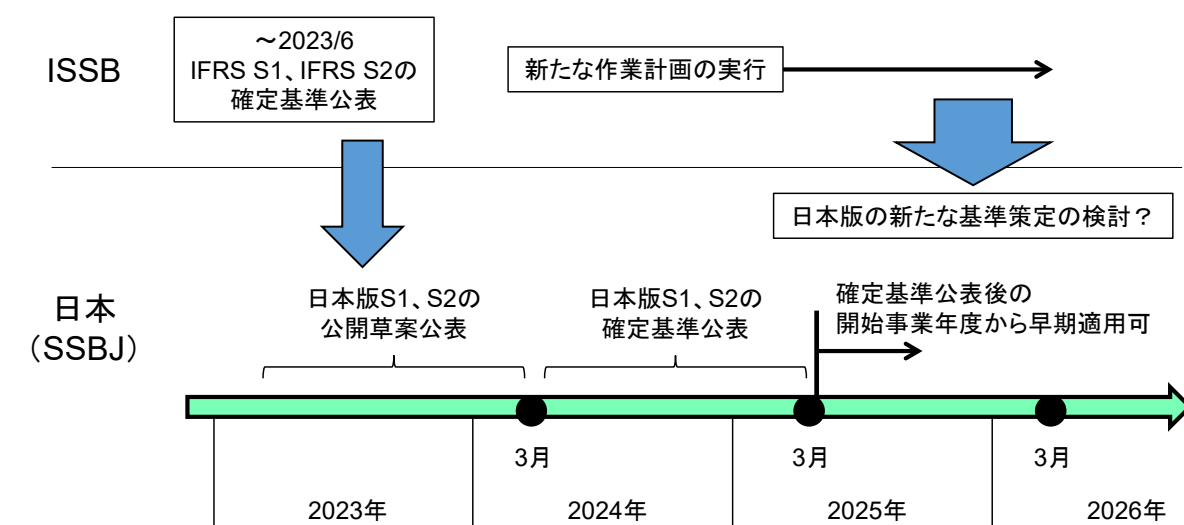 ISSB
～2023/6
IFRS S1、IFRS S2の
確定基準公表
新たな作業計画の実行
日本版の新たな基準策定の検討？
日本
（SSBJ）
日本版S1、S2の
公開草案公表
日本版S1、S2の
確定基準公表
確定基準公表後の
開始事業年度から早期適用可
3月
3月
3月
2023年
2024年
2025年
2026年